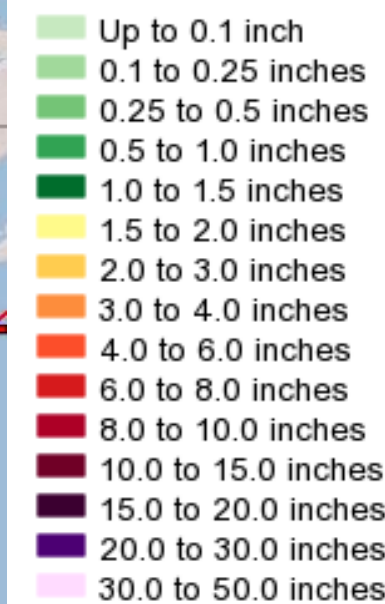 Up to 0.1 inch
0.1 to 0.25 inches
0.25 to 0.5 inches
0.5 to 1.0 inches
1.0 to 1.5 inches
1.5 to 2.0 inches
2.0 to 3.0 inches
3.0 to 4.0 inches
4.0 to 6.0 inches
6.0 to 8.0 inches
8.0 to 10.0 inches
10.0 to 15.0 inches
15.0 to 20.0 inches
20.0 to 30.0 inches
30.0 to 50.0 inches